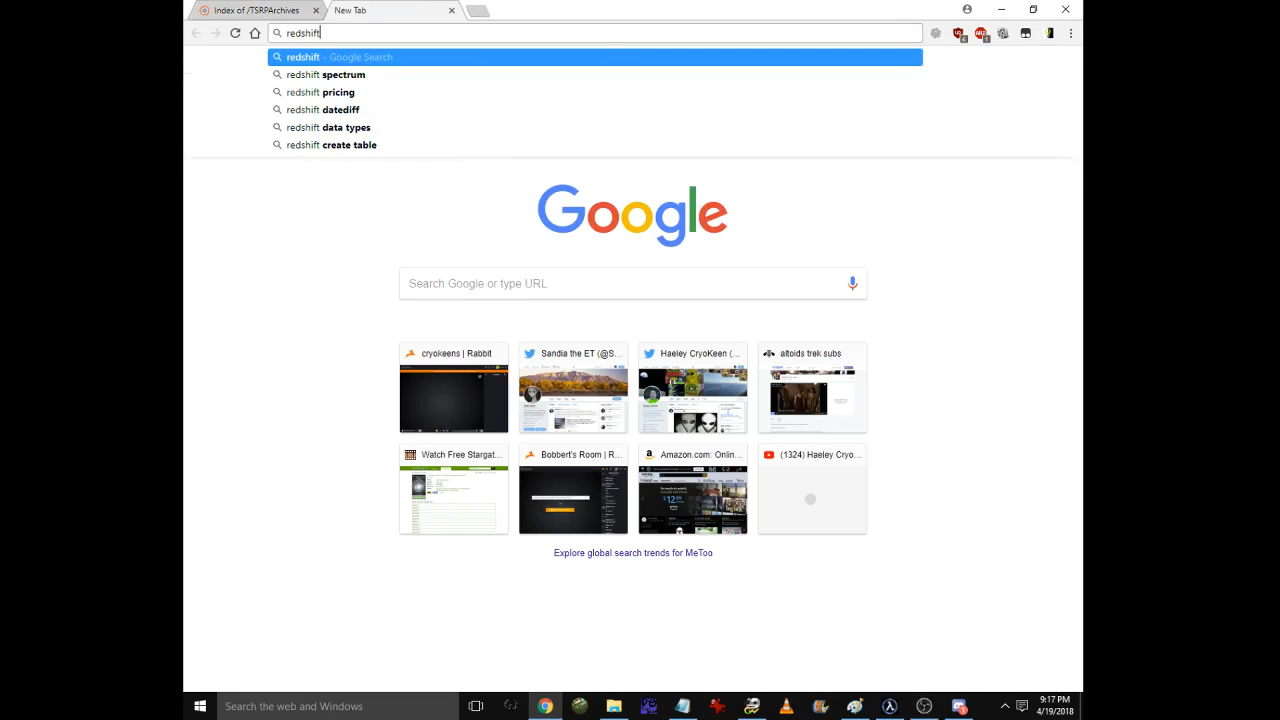 Index of /TSRPArchives
New Tab
redshift
redshift - Google Search
redshift spectrum
redshift pricing
redshift datediff
redshift data types
redshift create table
Google
Search Google or type URL
cryokeens | Rabbit
Sandia the ET (@S...
Haeley CryoKeen (...
altoids trek subs
Watch Free Stargat...
Bobbert's Room | R...
Amazon.com: Onlin...
(1324) Haeley Cryo...
Explore global search trends for MeToo
Search the web and Windows
9:17 PM
4/19/2018